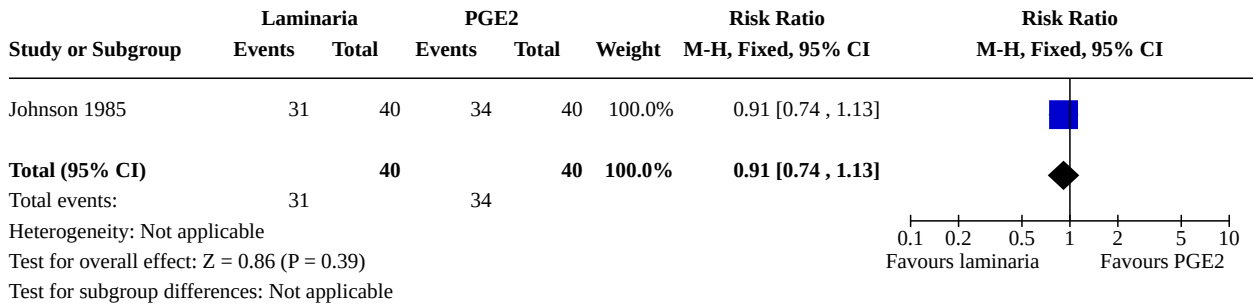 Laminaria PGE2 Risk Ratio Risk Ratio
Study or Subgroup Events Total Events Total Weight M-H, Fixed, 95% CI M-H, Fixed, 95% CI
Johnson 1985 31 40 34 40 100.0% 0.91 [0.74 , 1.13]
Total (95% CI) 40 40 100.0% 0.91 [0.74 , 1.13]
Total events: 31 34
Heterogeneity: Not applicable
0.1 0.2 0.5 1 2 5 10
Test for overall effect: Z = 0.86 (P = 0.39)
Favours laminaria Favours PGE2
Test for subgroup differences: Not applicable